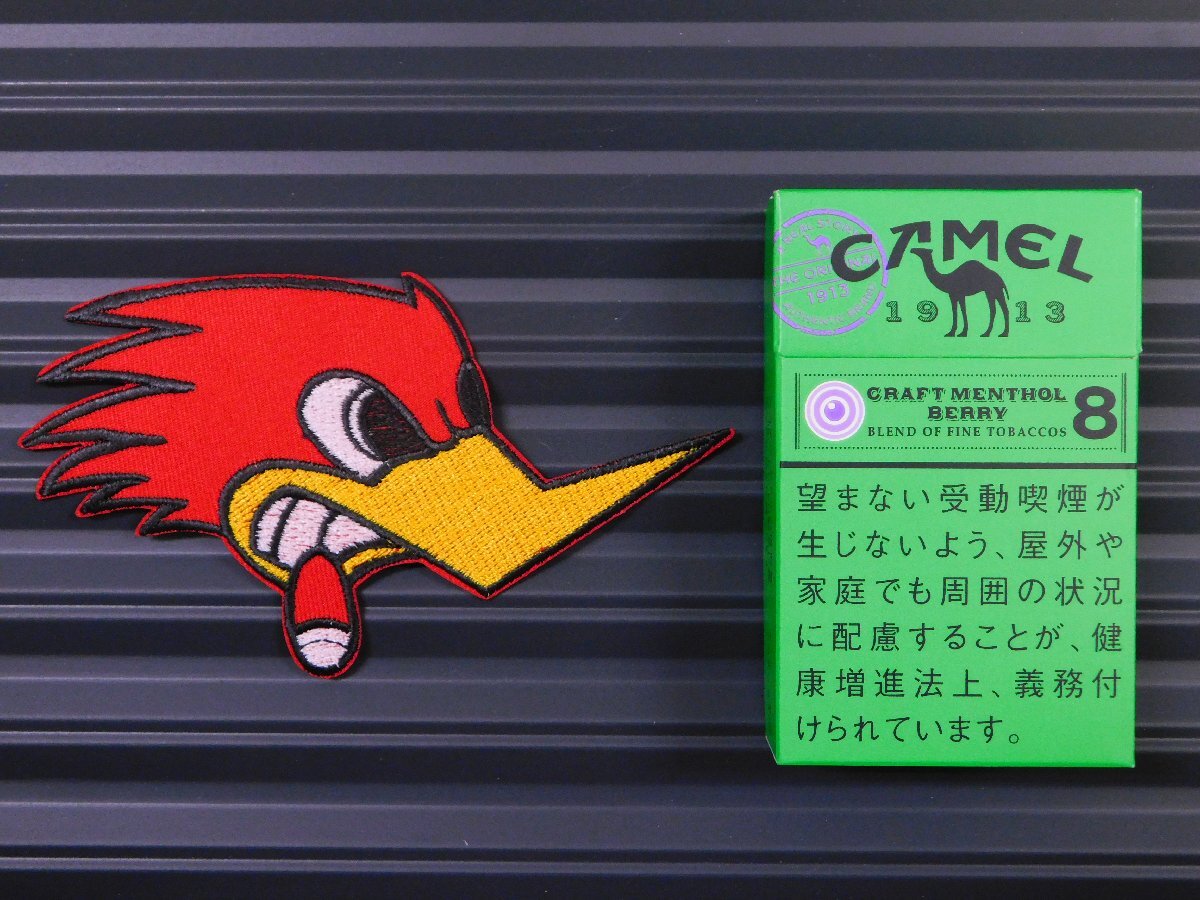 CAMEL
1913
1913
CRAFT MENTHOL
BERRY
BLEND OF FINE TOBACCOS
8
望まない受動喫煙が
生じないよう、屋外や
家庭でも周囲の状況
に配慮することが、健
康増進法上、義務付
けられています。